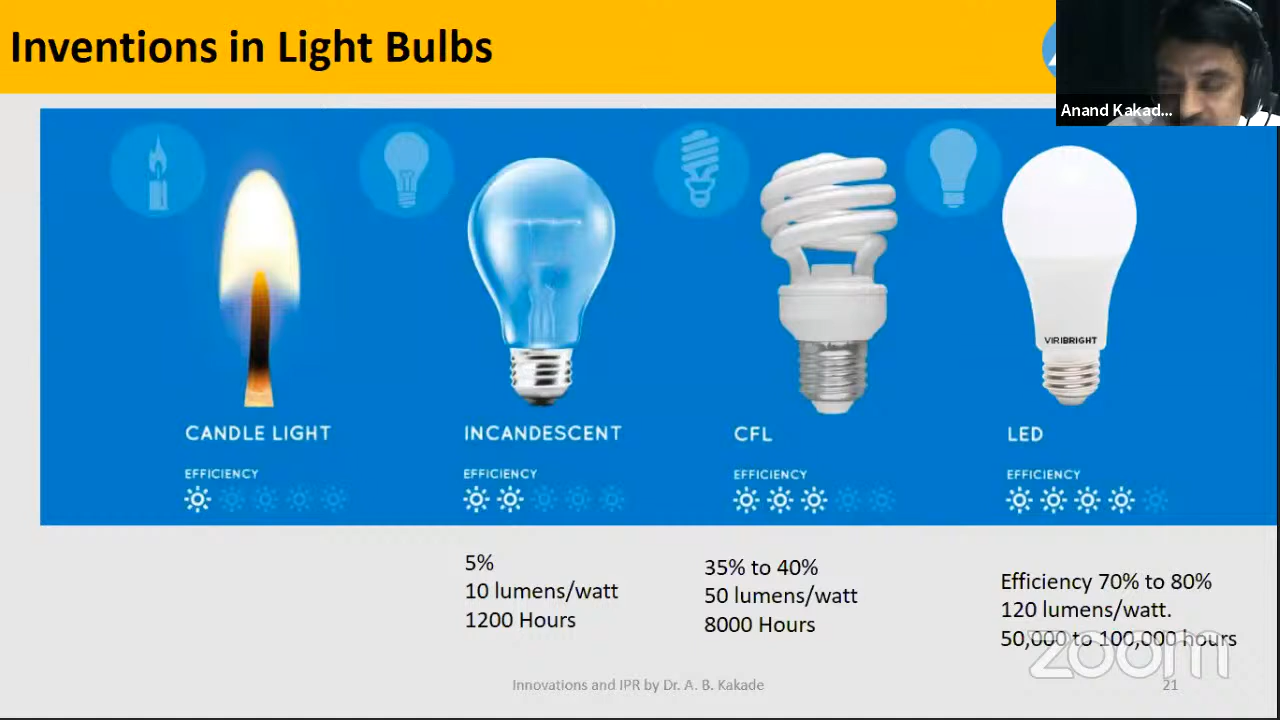 Inventions in Light Bulbs
Anand Kakad...
VIRIBRIGHT
CANDLE LIGHT
EFFICIENCY
INCANDESCENT
EFFICIENCY
CFL
EFFICIENCY
LED
EFFICIENCY
5%
10 lumens/watt
1200 Hours
35% to 40%
50 lumens/watt
8000 Hours
Efficiency 70% to 80%
120 lumens/watt.
50,000 to 100,000 hours
zoom
Innovations and IPR by Dr. A. B. Kakade
21